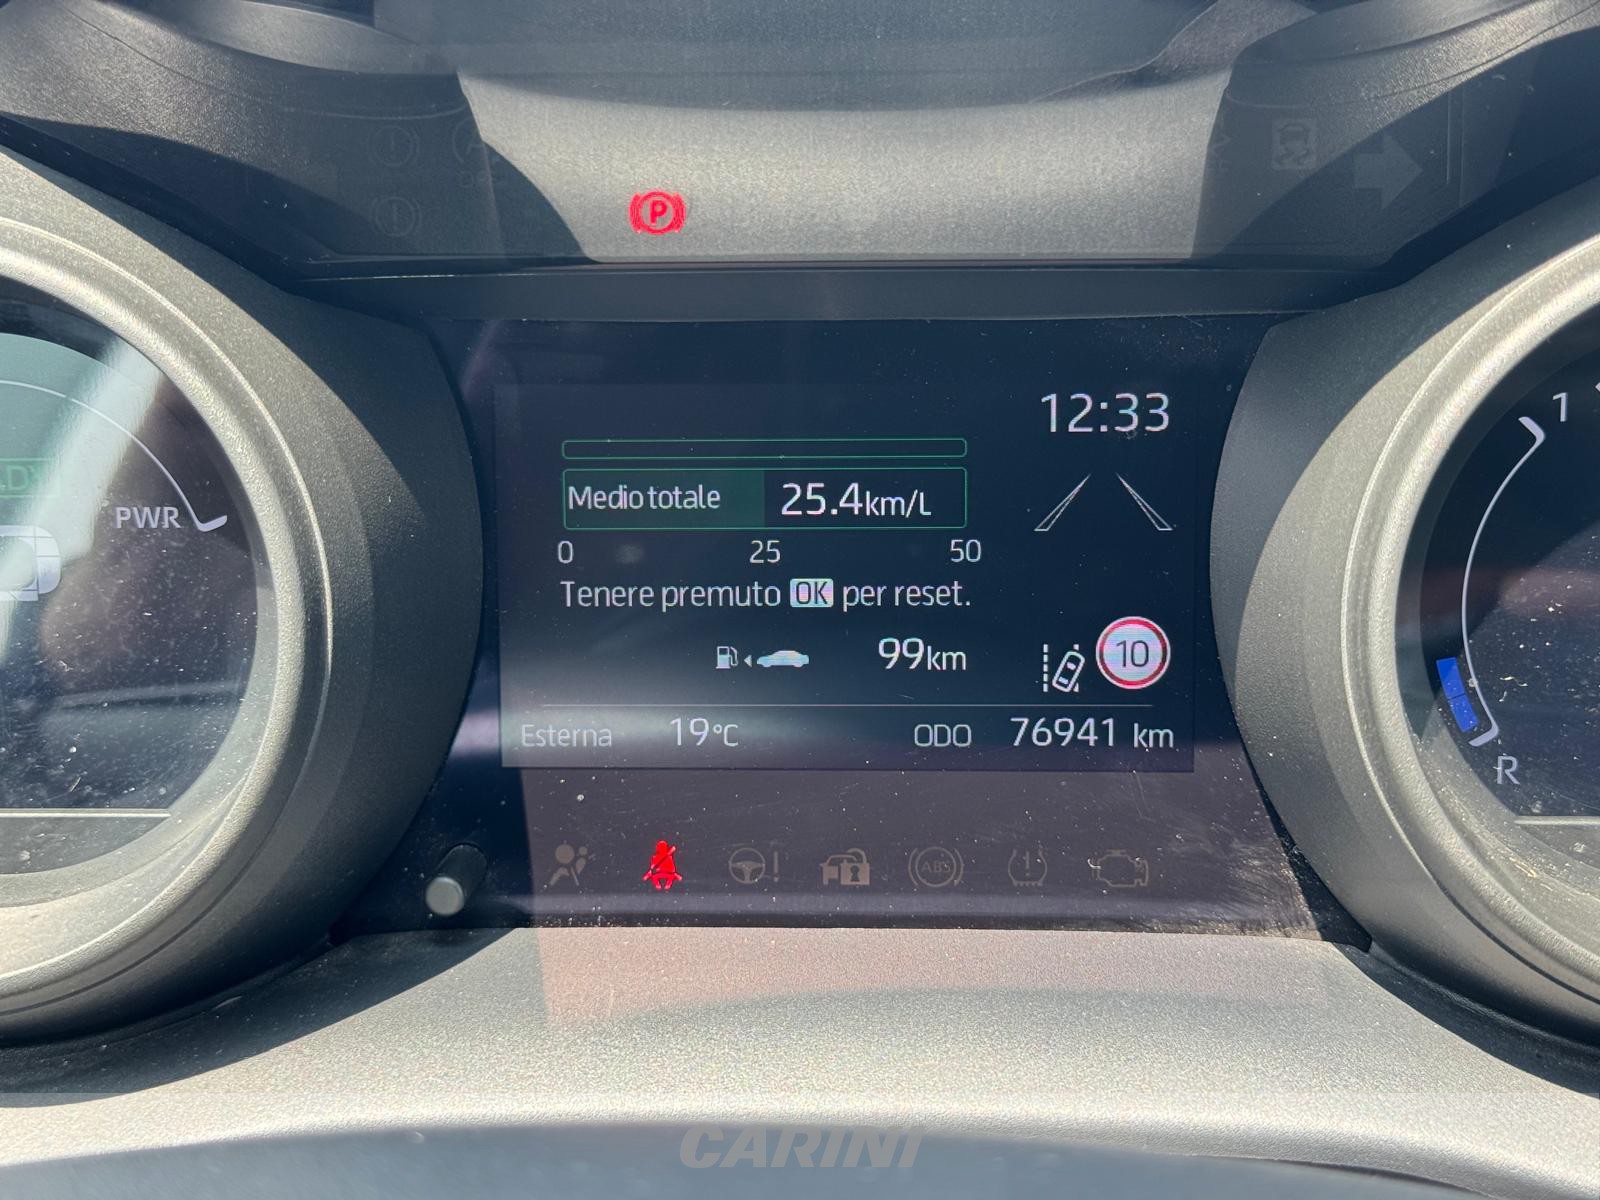 P
12:33
Medio totale 25.4km/L
0 25 50
Tenere premuto OK per reset.
99km
10
Esterna 19°C ODO 76941 km
PWR
1
R
ABS
CARINI